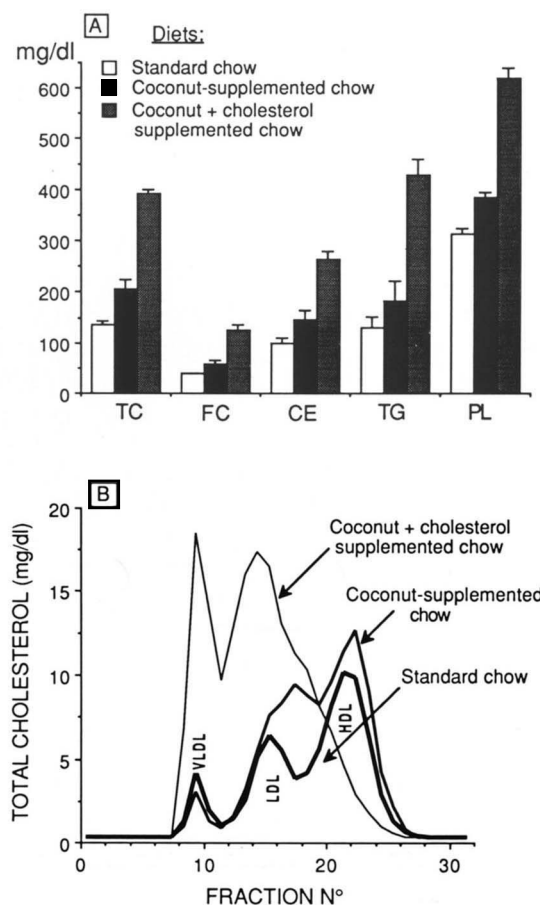 A
Diets:
mg/dl
Standard chow
Coconut-supplemented chow
Coconut + cholesterol
supplemented chow
600
400
300
200
100
0
TC FC CE TG PL
B
TOTAL CHOLESTEROL (mg/dl)
20
15
10
5
0
Coconut + cholesterol
supplemented chow
Coconut-supplemented
chow
Standard chow
VLDL
LDL
HDL
0 10 20 30
FRACTION Nº